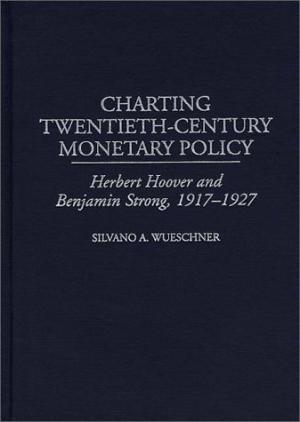 CHARTING
TWENTIETH-CENTURY
MONETARY POLICY
Herbert Hoover and
Benjamin Strong, 1917–1927
SILVANO A. WUESCHNER